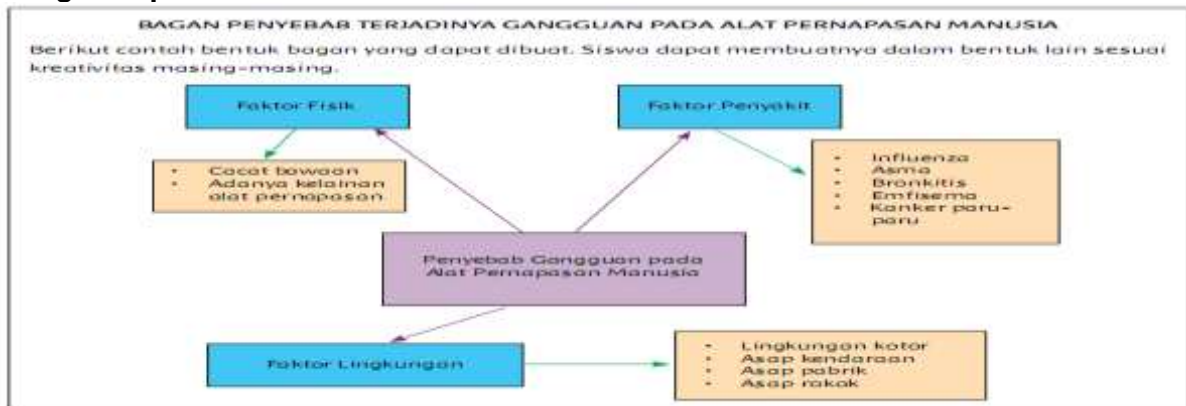 BAGAN PENYEBAB TERJADINYA GANGGUAN PADA ALAT PERNAPASAN MANUSIA
Berikut contoh bentuk bagan yang dapat dibuat. Siswa dapat membuatnya dalam bentuk lain sesuai
kreativitas masing-masing.
Faktor Fisik
Faktor Penyakit
• Cacat bawaan
• Adanya kelainan
alat pernapasan
• Influenza
• Asma
• Bronkitis
• Emfisema
• Kanker paru-
paru
Penyebab Gangguan pada
Alat Pernapasan Manusia
Faktor Lingkungan
• Lingkungan kotor
• Asap kendaraan
• Asap pabrik
• Asap rokok